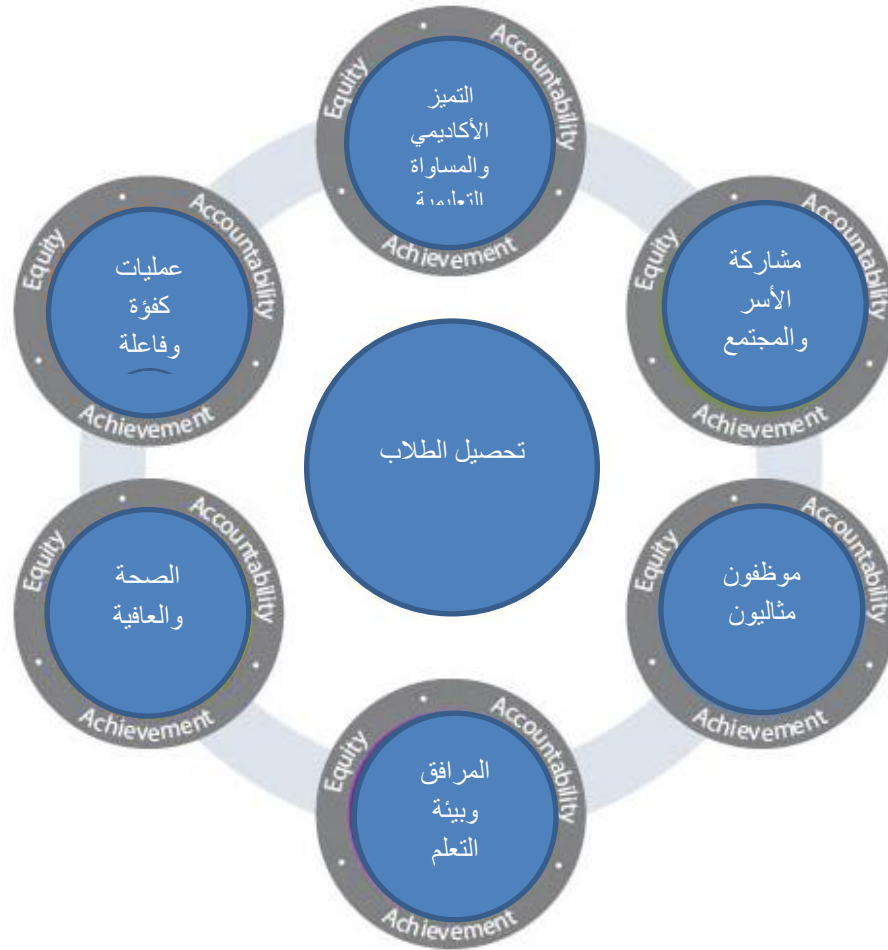 Equity
Accountability
التميز
الأكاديمي
والمساواة
التعليمية
Achievement
Equity
Accountability
مشاركة
الأسر
والمجتمع
Achievement
Equity
Accountability
موظفون
مثاليون
Achievement
Equity
Accountability
المرافق
وبيئة
التعلم
Achievement
Equity
Accountability
الصحة
والعافية
Achievement
Equity
Accountability
عمليات
كفؤة
وفاعلة
Achievement
تحصيل الطلاب